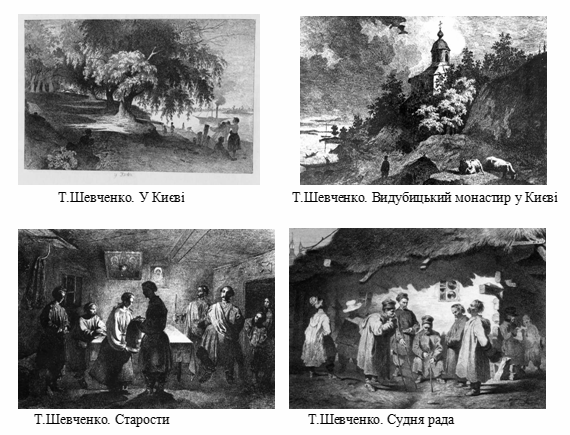 Т.Шевченко. У Києві
Т.Шевченко. Видубицький монастир у Києві
Т.Шевченко. Старости
Т.Шевченко. Судня рада